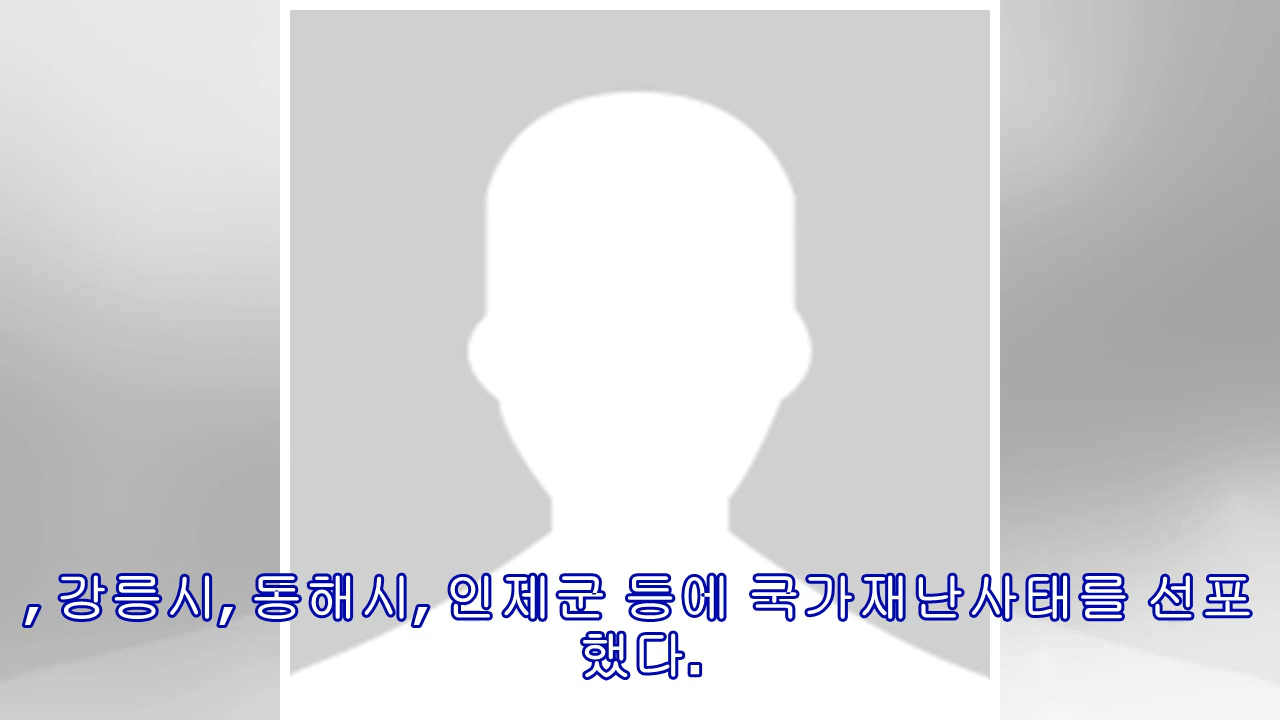 , 강릉시, 동해시, 인제군 등에 국가재난사태를 선포
했다.